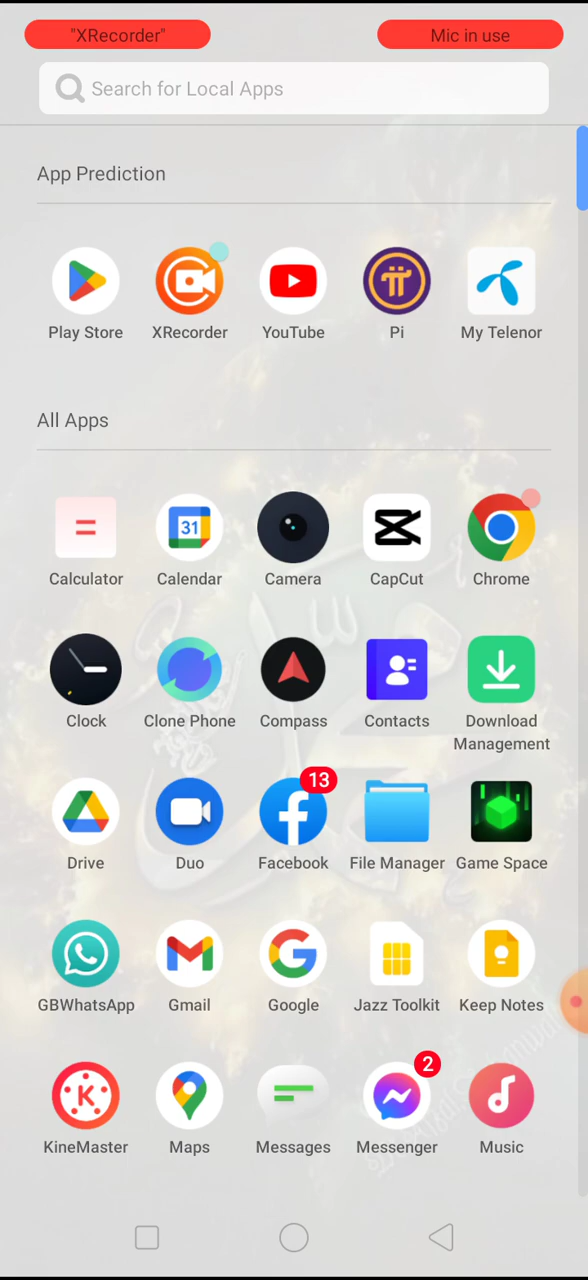 "XRecorder" Mic in use
Search for Local Apps
App Prediction
Play Store XRecorder YouTube Pi My Telenor
All Apps
31
Calculator Calendar Camera CapCut Chrome
Clock Clone Phone Compass Contacts Download
Management
13
Drive Duo Facebook File Manager Game Space
GBWhatsApp Gmail Google Jazz Toolkit Keep Notes
2
K
KineMaster Maps Messages Messenger Music